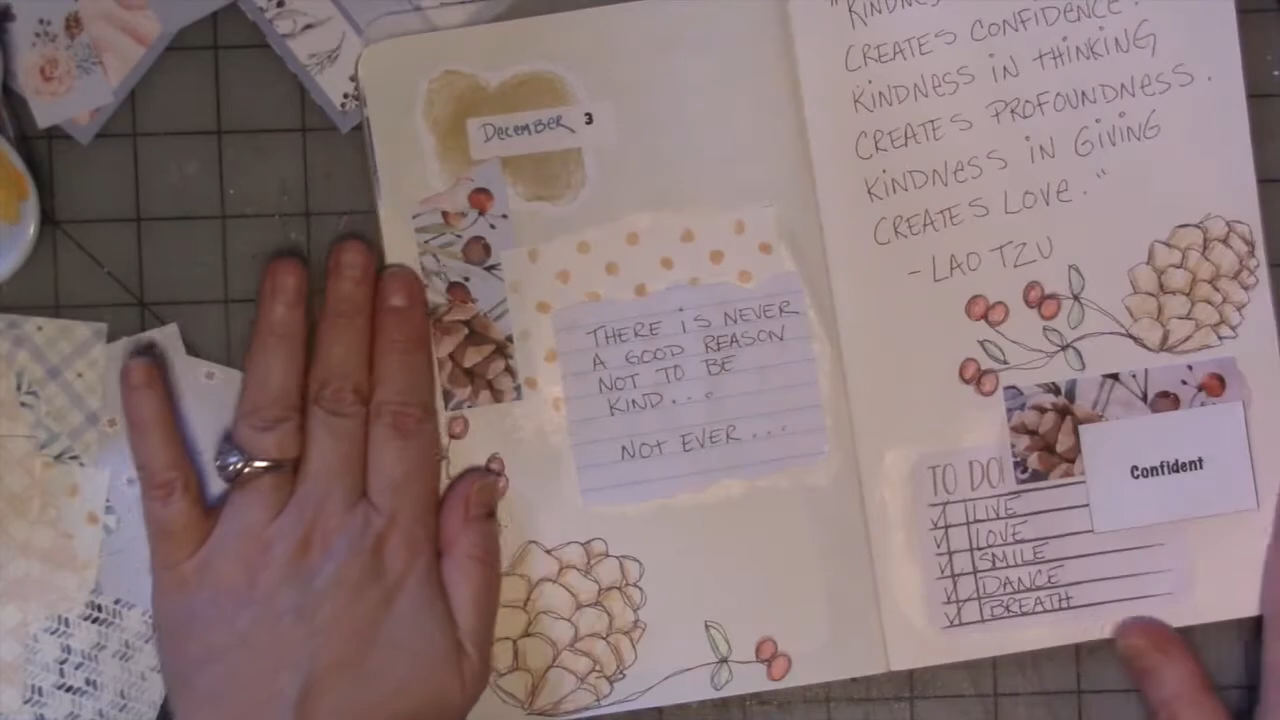 December 3
THERE IS NEVER
A GOOD REASON
NOT TO BE
KIND...
NOT EVER...
"KINDNESS
CREATES CONFIDENCE.
KINDNESS IN THINKING
CREATES PROFOUNDNESS.
KINDNESS IN GIVING
CREATES LOVE."
-LAO TZU
Confident
TO DO
LIVE
LOVE
SMILE
DANCE
BREATH